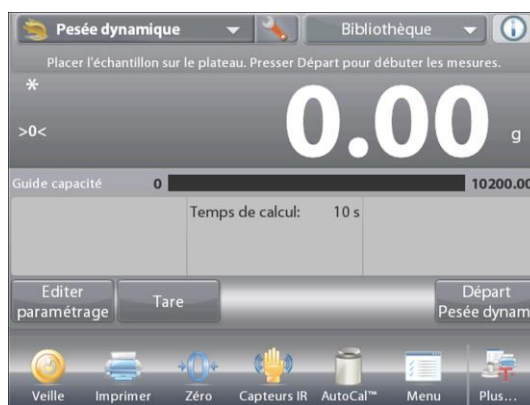 Pesée dynamique Bibliothèque
Placer l'échantillon sur le plateau. Presser Départ pour débuter les mesures.
*
>0< 0.00 g
Guide capacité 0 10200.00
Temps de calcul: 10 s
Editer paramétrage
Tare
Départ
Pesée dynam
Veille Imprimer Zéro Capteurs IR AutoCal™ Menu Plus...